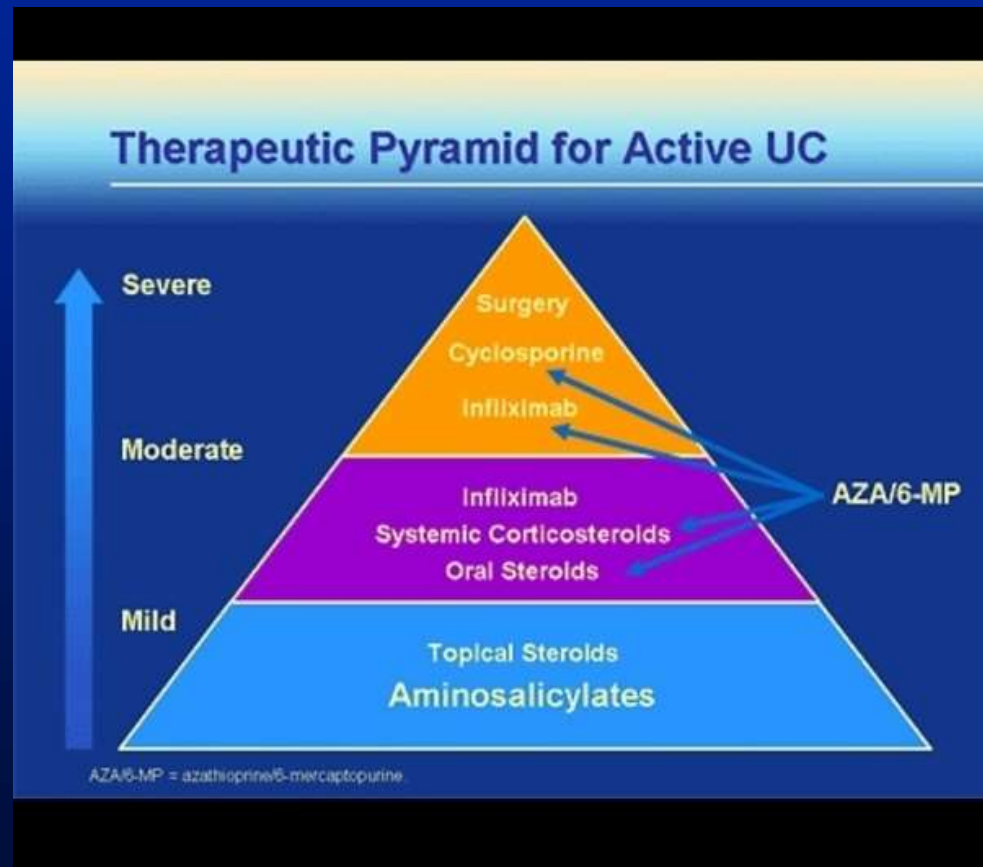 Therapeutic Pyramid for Active UC
Severe
Surgery
Cyclosporine
Infliximab
Moderate
Infliximab
AZA/6-MP
Systemic Corticosteroids
Oral Steroids
Mild
Topical Steroids
Aminosalicylates
AZA/6-MP = azathioprine/6-mercaptopurine.